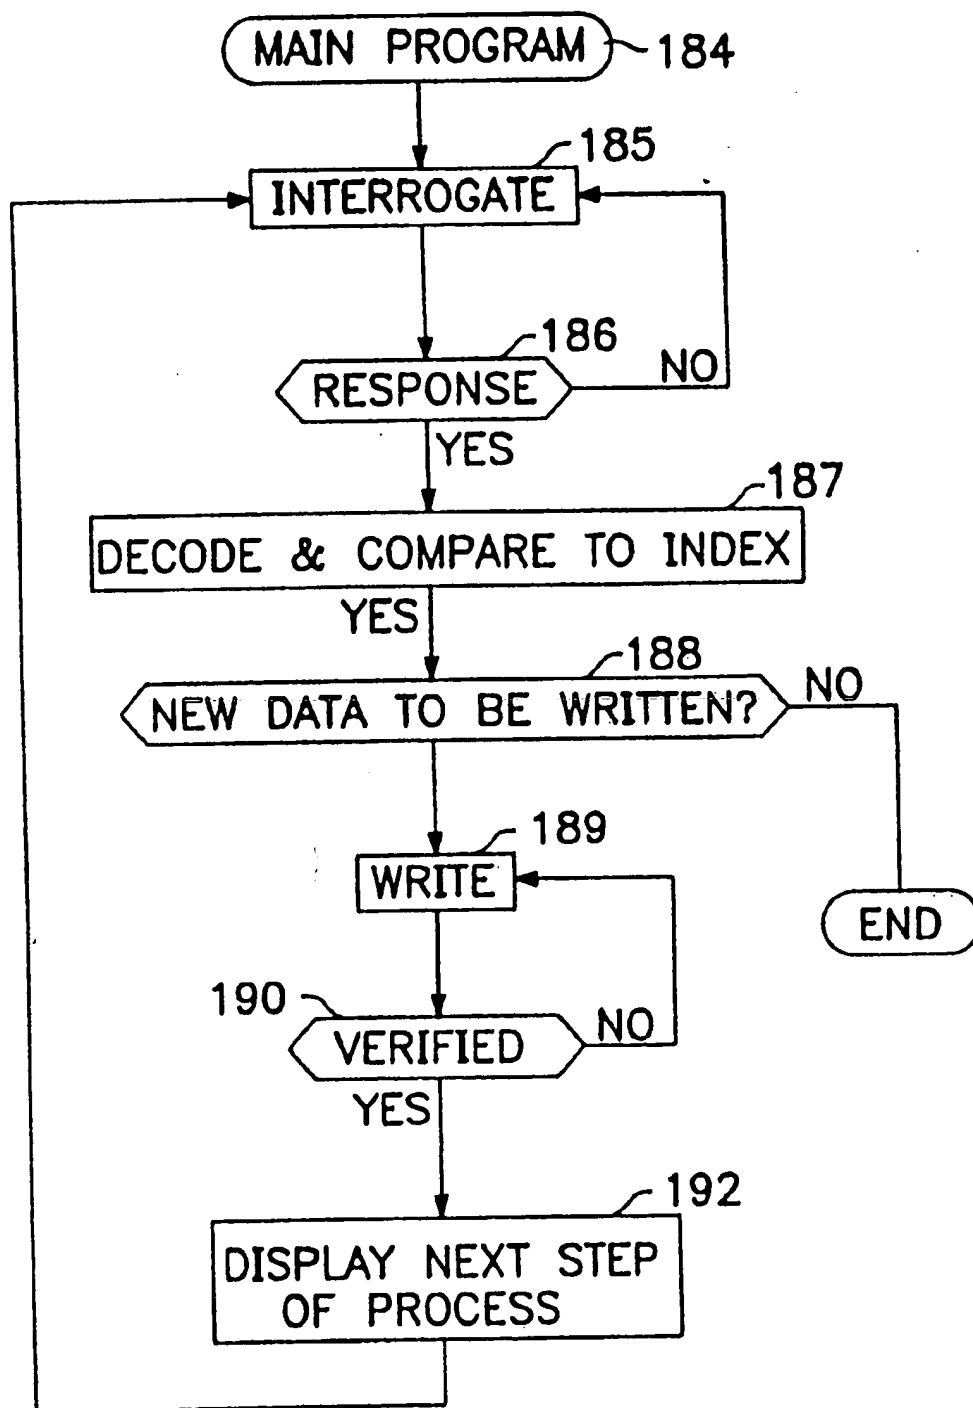 MAIN PROGRAM
184
185
INTERROGATE
186
RESPONSE
NO
YES
187
DECODE & COMPARE TO INDEX
YES
188
NEW DATA TO BE WRITTEN?
NO
189
WRITE
END
190
VERIFIED
NO
YES
192
DISPLAY NEXT STEP
OF PROCESS